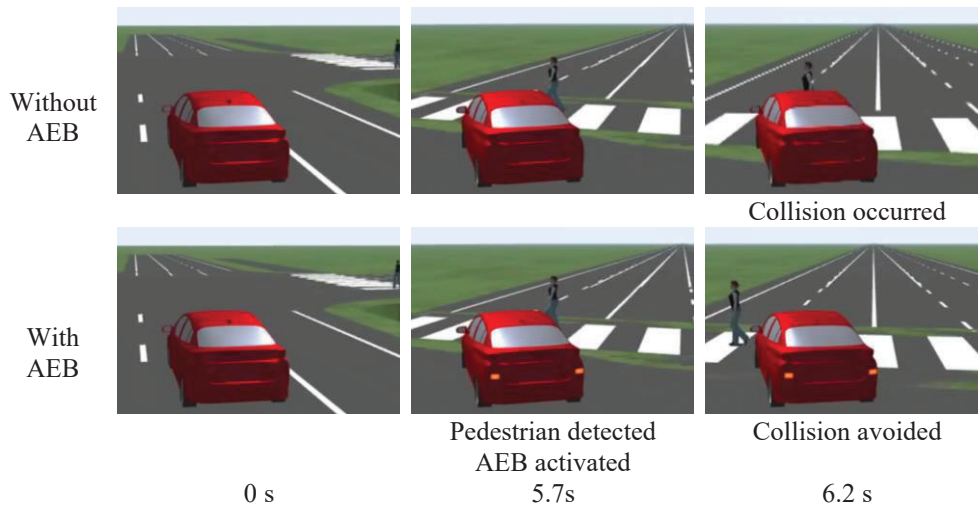 Without
AEB
Collision occurred
With
AEB
Pedestrian detected
AEB activated
Collision avoided
0 s
5.7s
6.2 s